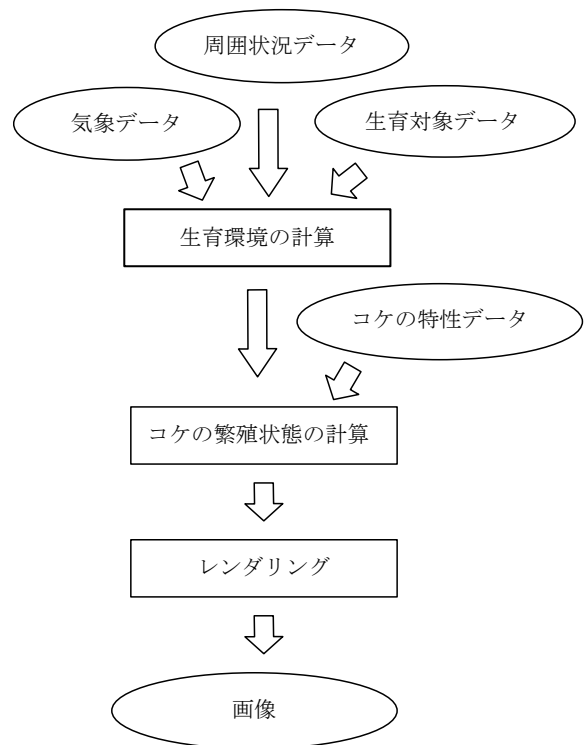 周囲状況データ
気象データ
生育対象データ
生育環境の計算
コケの特性データ
コケの繁殖状態の計算
レンダリング
画像